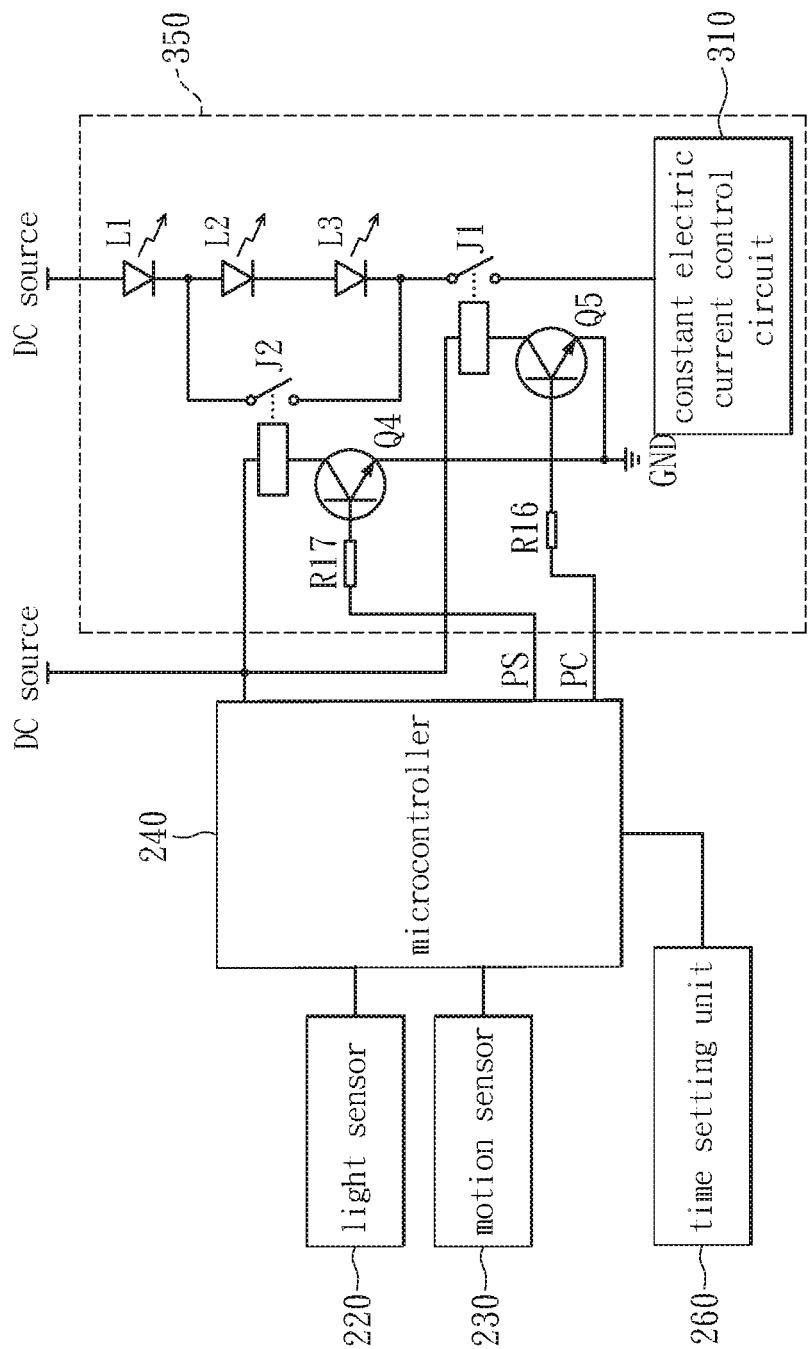 DC source
DC source
350
L1
L2
L3
J1
J2
Q4
Q5
R17
R16
GND
constant electric
current control
circuit
310
PS
PC
microcontroller
240
light sensor
220
motion sensor
230
time setting unit
260